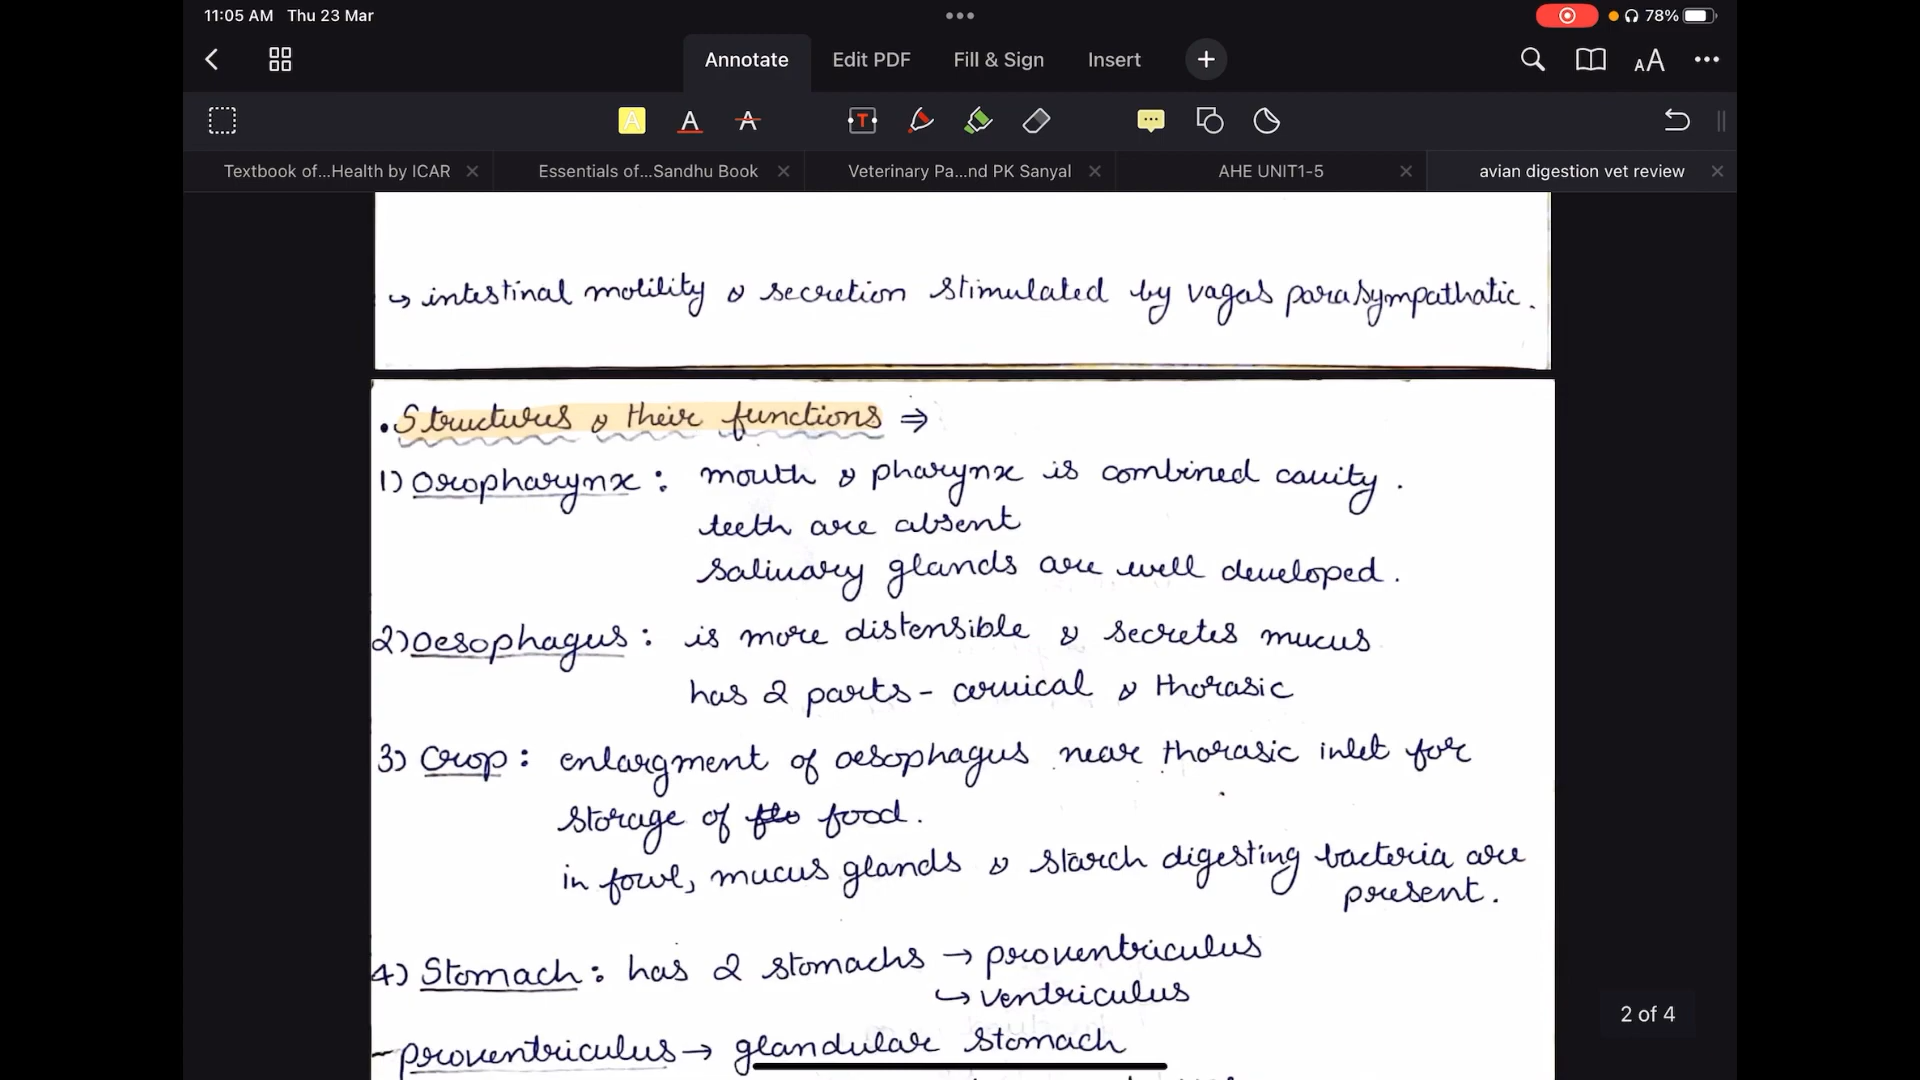 11:05 AM Thu 23 Mar
78%
Annotate Edit PDF Fill & Sign Insert
AA
A A A T
Textbook of...Health by ICAR Essentials of...Sandhu Book Veterinary Pa...nd PK Sanyal AHE UNIT1-5 avian digestion vet review
↳ intestinal motility & secretion stimulated by vagas parasympathatic.
• Structures & their functions ⇒
1) Oropharynx : mouth & pharynx is combined cavity.
teeth are absent
salivary glands are well developed.
2) Oesophagus : is more distensible & secretes mucus
has 2 parts - cervical & thorasic
3) Crop : enlargment of oesophagus near thorasic inlet for
storage of food.
in fowl, mucus glands & starch digesting bacteria are
present.
4) Stomach : has 2 stomachs → proventriculus
↳ ventriculus
- proventriculus → glandular stomach
2 of 4